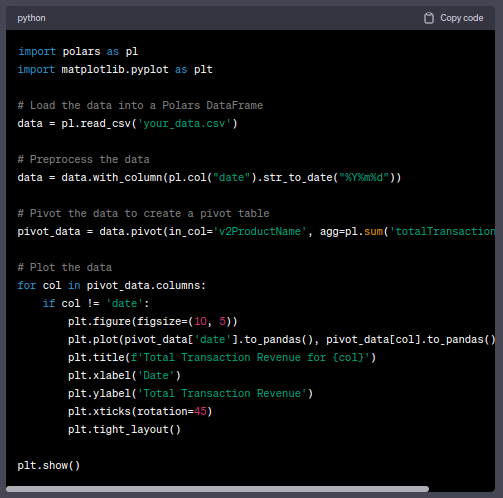 python
Copy code
import polars as pl
import matplotlib.pyplot as plt
# Load the data into a Polars DataFrame
data = pl.read_csv('your_data.csv')
# Preprocess the data
data = data.with_column(pl.col("date").str_to_date("%Y%m%d"))
# Pivot the data to create a pivot table
pivot_data = data.pivot(in_col='v2ProductName', agg=pl.sum('totalTransaction
# Plot the data
for col in pivot_data.columns:
    if col != 'date':
        plt.figure(figsize=(10, 5))
        plt.plot(pivot_data['date'].to_pandas(), pivot_data[col].to_pandas()
        plt.title(f'Total Transaction Revenue for {col}')
        plt.xlabel('Date')
        plt.ylabel('Total Transaction Revenue')
        plt.xticks(rotation=45)
        plt.tight_layout()
plt.show()